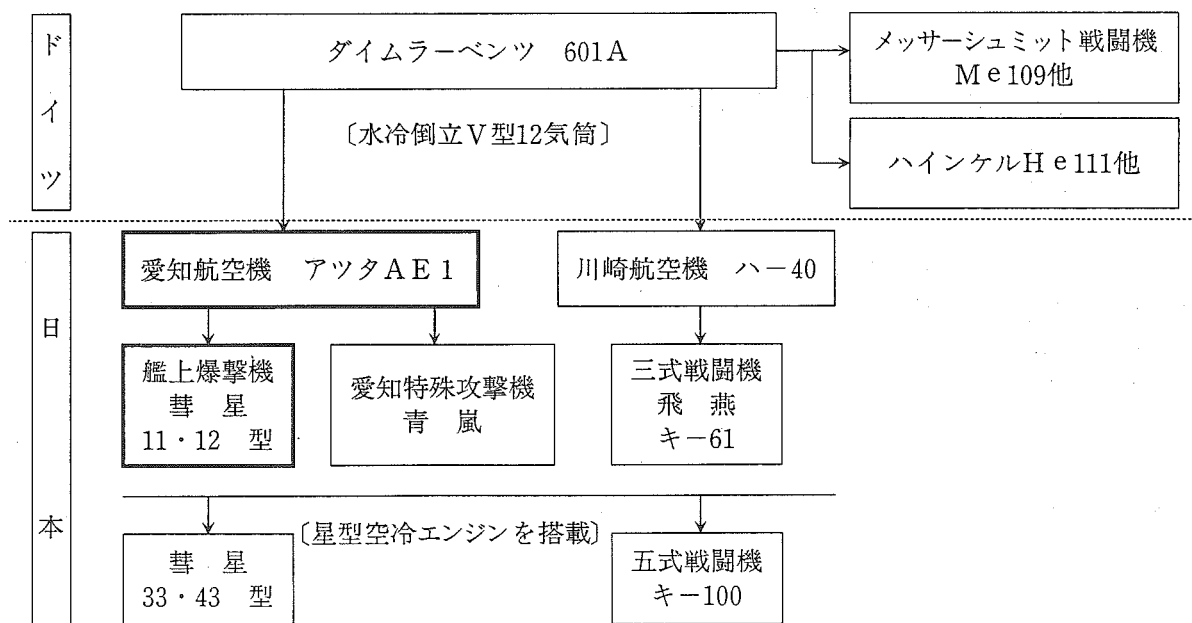 ドイツ
ダイムラーベンツ 601A
メッサーシュミット戦闘機
Me109他
〔水冷倒立V型12気筒〕
ハインケルHe111他
日本
愛知航空機 アツタAE1
川崎航空機 ハ−40
艦上爆撃機
彗星
11・12 型
愛知特殊攻撃機
青嵐
三式戦闘機
飛燕
キ−61
〔星型空冷エンジンを搭載〕
彗星
33・43 型
五式戦闘機
キ−100